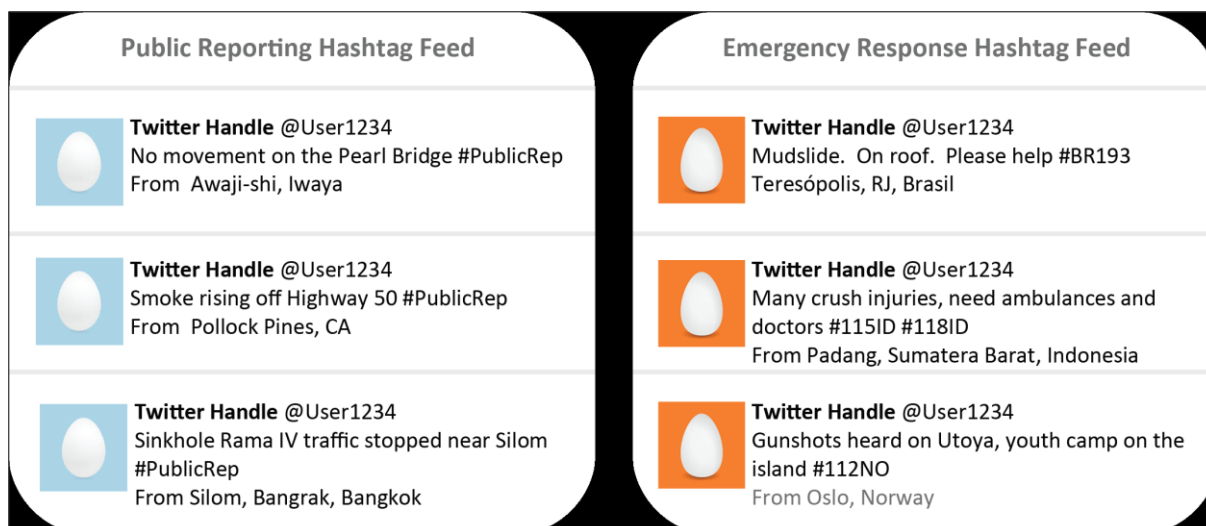 Public Reporting Hashtag Feed
Twitter Handle @User1234
No movement on the Pearl Bridge #PublicRep
From Awaji-shi, Iwaya
Twitter Handle @User1234
Smoke rising off Highway 50 #PublicRep
From Pollock Pines, CA
Twitter Handle @User1234
Sinkhole Rama IV traffic stopped near Silom
#PublicRep
From Silom, Bangrak, Bangkok
Emergency Response Hashtag Feed
Twitter Handle @User1234
Mudslide. On roof. Please help #BR193
Teresópolis, RJ, Brasil
Twitter Handle @User1234
Many crush injuries, need ambulances and
doctors #115ID #118ID
From Padang, Sumatera Barat, Indonesia
Twitter Handle @User1234
Gunshots heard on Utoya, youth camp on the
island #112NO
From Oslo, Norway